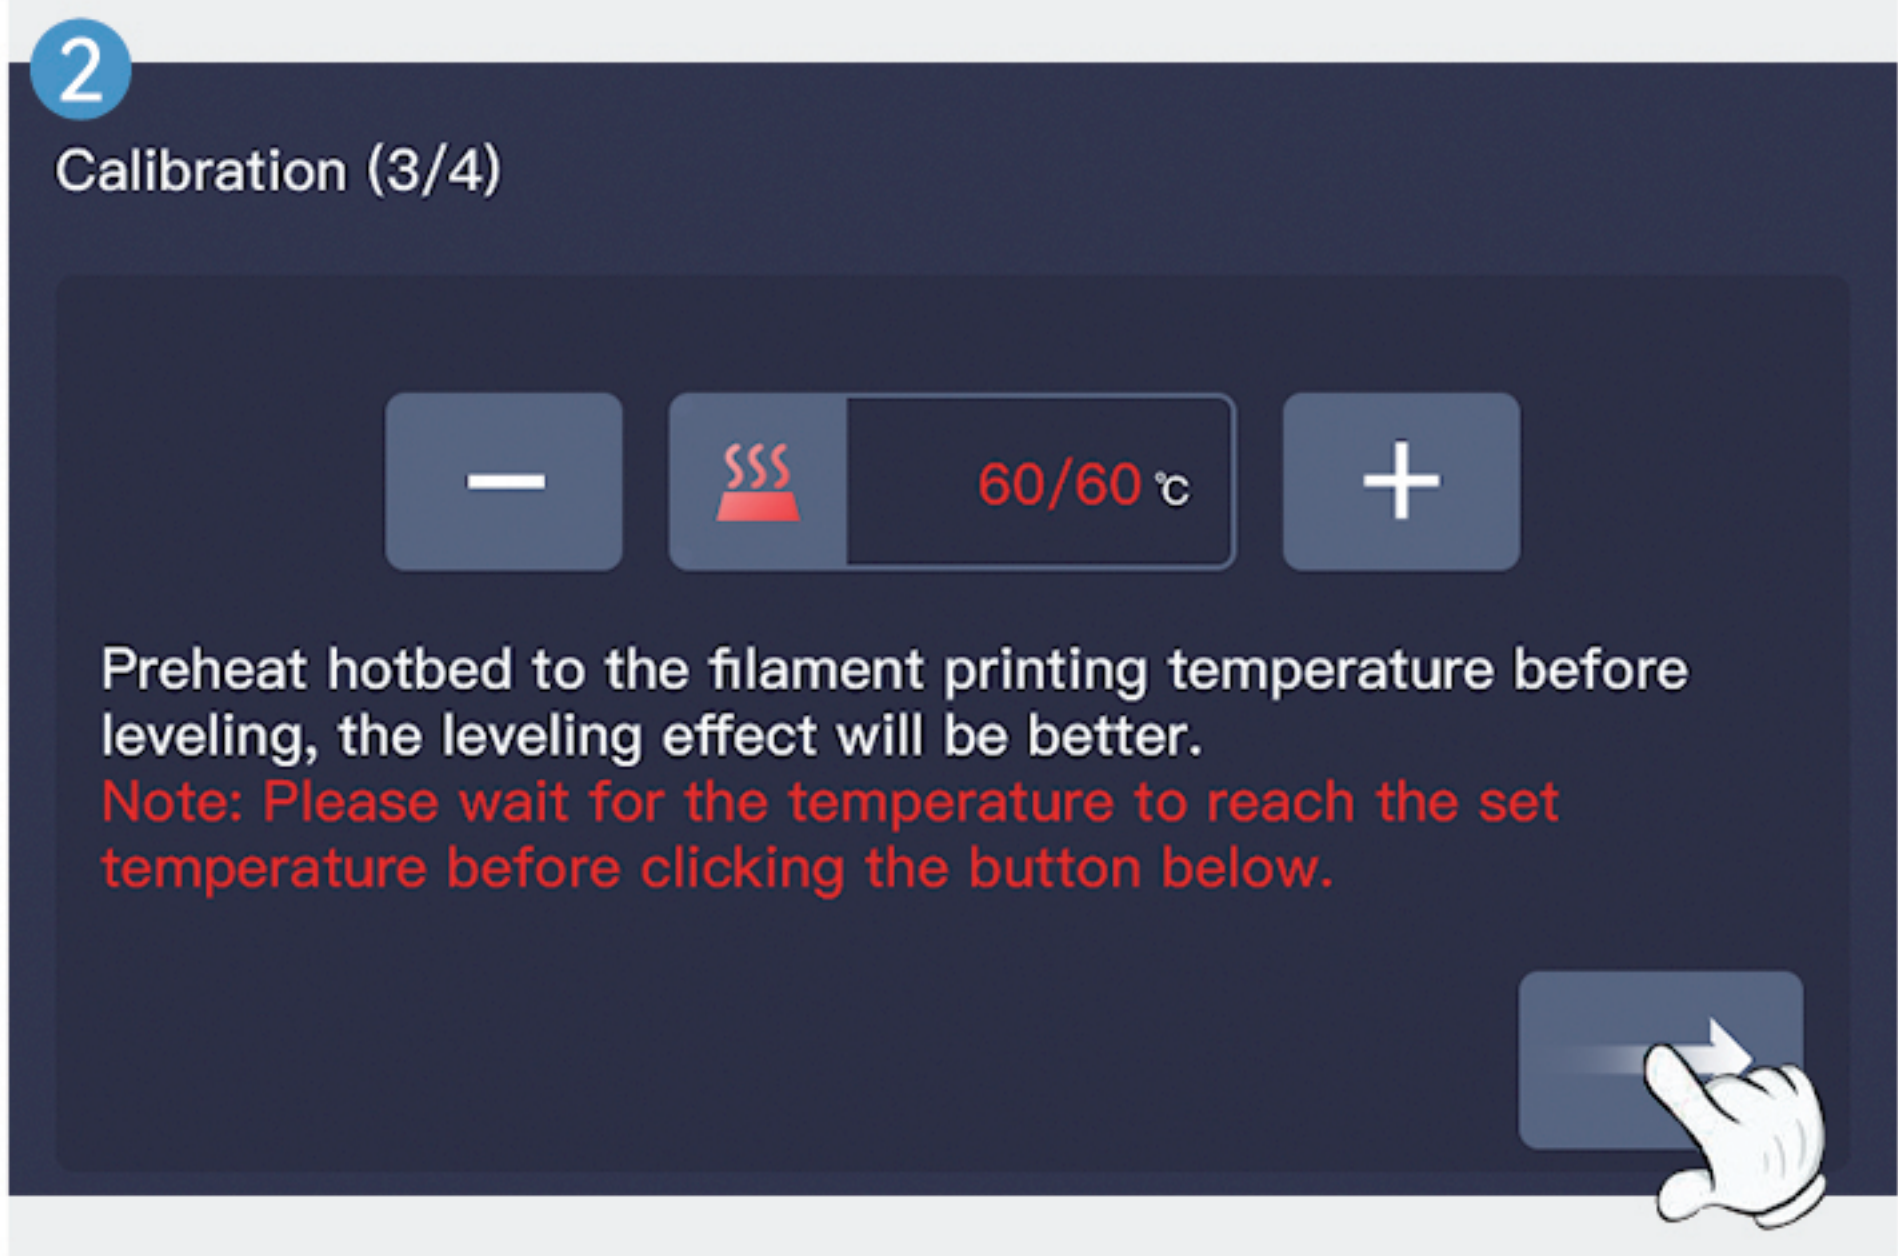 2
Calibration (3/4)
60/60 ℃
Preheat hotbed to the filament printing temperature before
leveling, the leveling effect will be better.
Note: Please wait for the temperature to reach the set
temperature before clicking the button below.